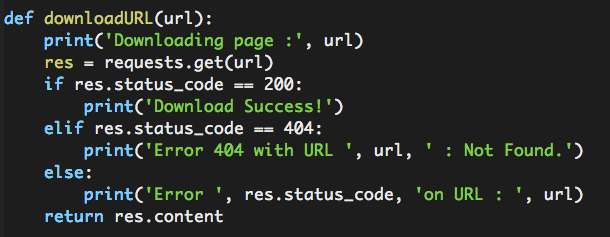 def downloadURL(url):
    print('Downloading page :', url)
    res = requests.get(url)
    if res.status_code == 200:
        print('Download Success!')
    elif res.status_code == 404:
        print('Error 404 with URL ', url, ' : Not Found.')
    else:
        print('Error ', res.status_code, 'on URL : ', url)
    return res.content